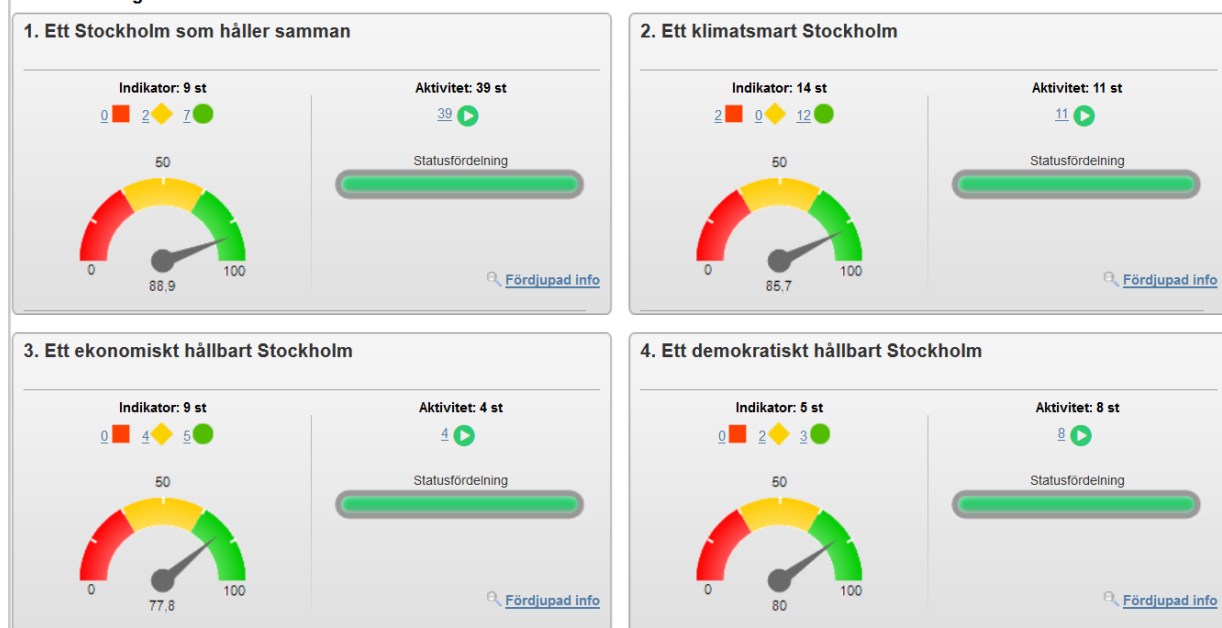 1. Ett Stockholm som håller samman
Indikator: 9 st
0 2 7
50
0 100
88,9
Aktivitet: 39 st
39
Statusfördelning
Fördjupad info
2. Ett klimatsmart Stockholm
Indikator: 14 st
2 0 12
50
0 100
85,7
Aktivitet: 11 st
11
Statusfördelning
Fördjupad info
3. Ett ekonomiskt hållbart Stockholm
Indikator: 9 st
0 4 5
50
0 100
77,8
Aktivitet: 4 st
4
Statusfördelning
Fördjupad info
4. Ett demokratiskt hållbart Stockholm
Indikator: 5 st
0 2 3
50
0 100
80
Aktivitet: 8 st
8
Statusfördelning
Fördjupad info